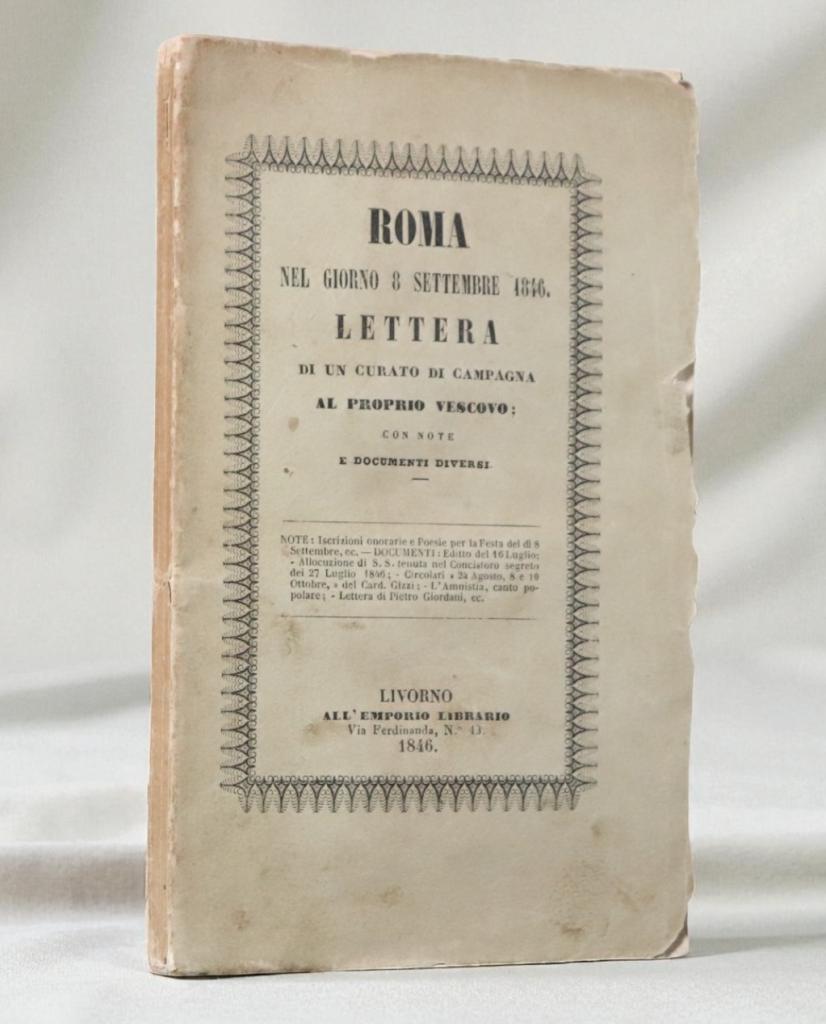 ROMA
NEL GIORNO 8 SETTEMBRE 1846.
LETTERA
DI UN CURATO DI CAMPAGNA
AL PROPRIO VESCOVO;
CON NOTE
E DOCUMENTI DIVERSI.
NOTE: Iscrizioni onorarie e Poesie per la Festa del dì 8
Settembre, ec. — DOCUMENTI: Editto del 16 Luglio;
- Allocuzione di S. S. tenuta nel Concistoro segreto
dei 27 Luglio 1846; - Circolari 24 Agosto, 8 e 10
Ottobre, del Card. Gizzi; - L'Amnistia, canto po-
polare; - Lettera di Pietro Giordani, ec.
LIVORNO
ALL'EMPORIO LIBRARIO
Via Ferdinanda, N.° 13.
1846.